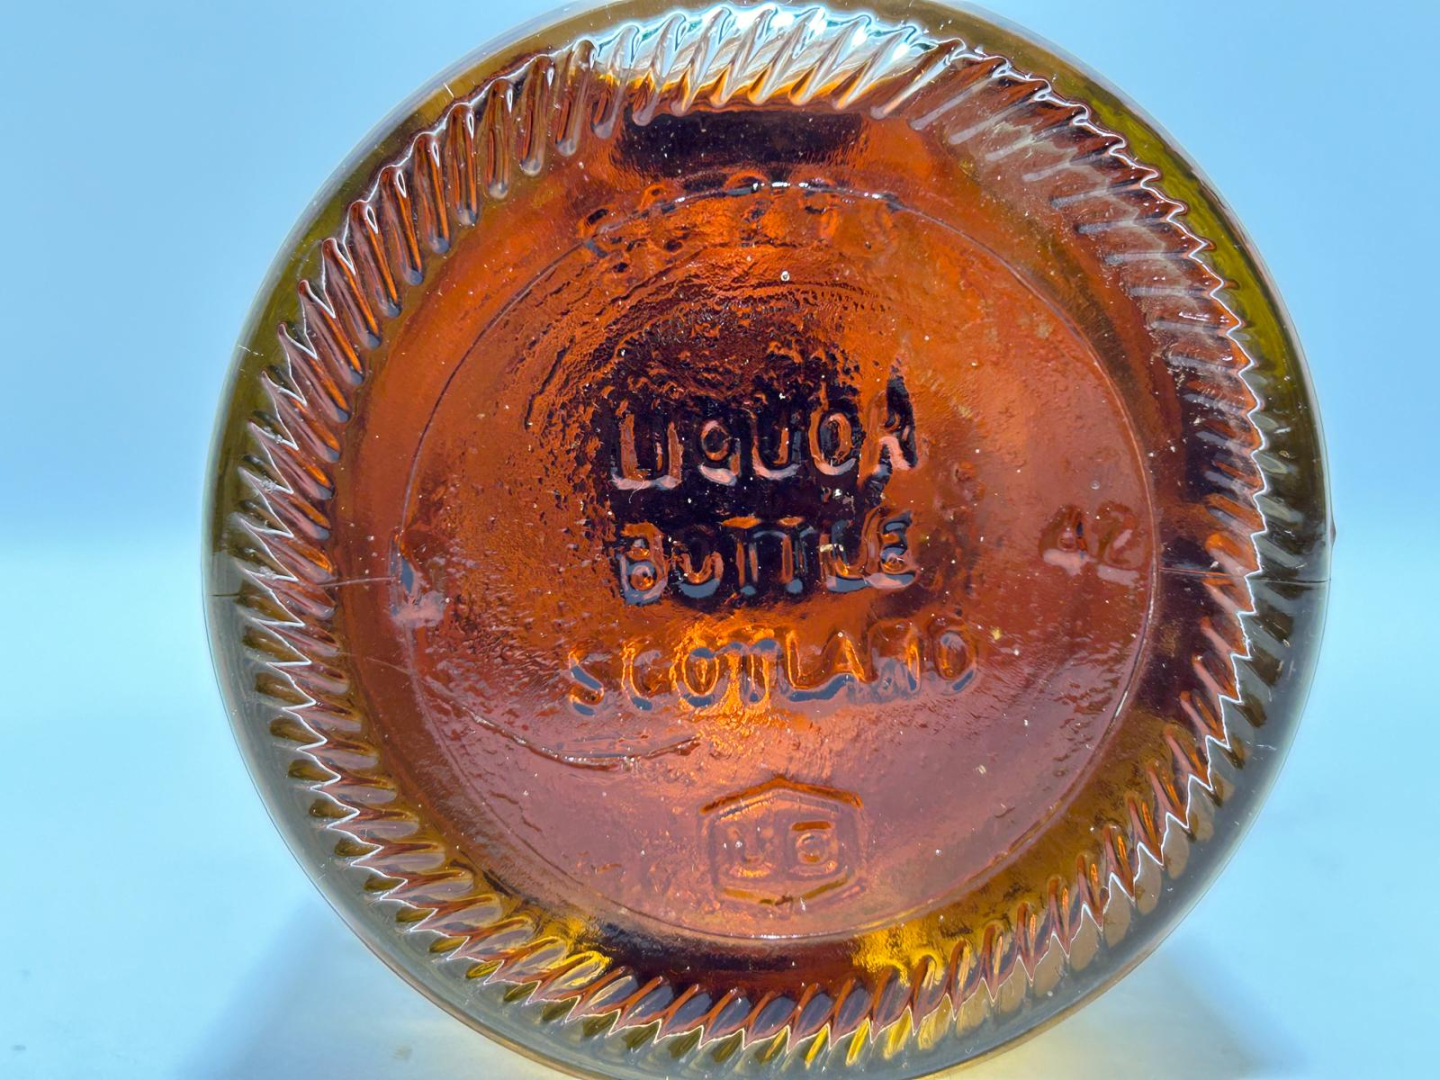 LIQUOR
BOTTLE
42
SCOTLAND
UG